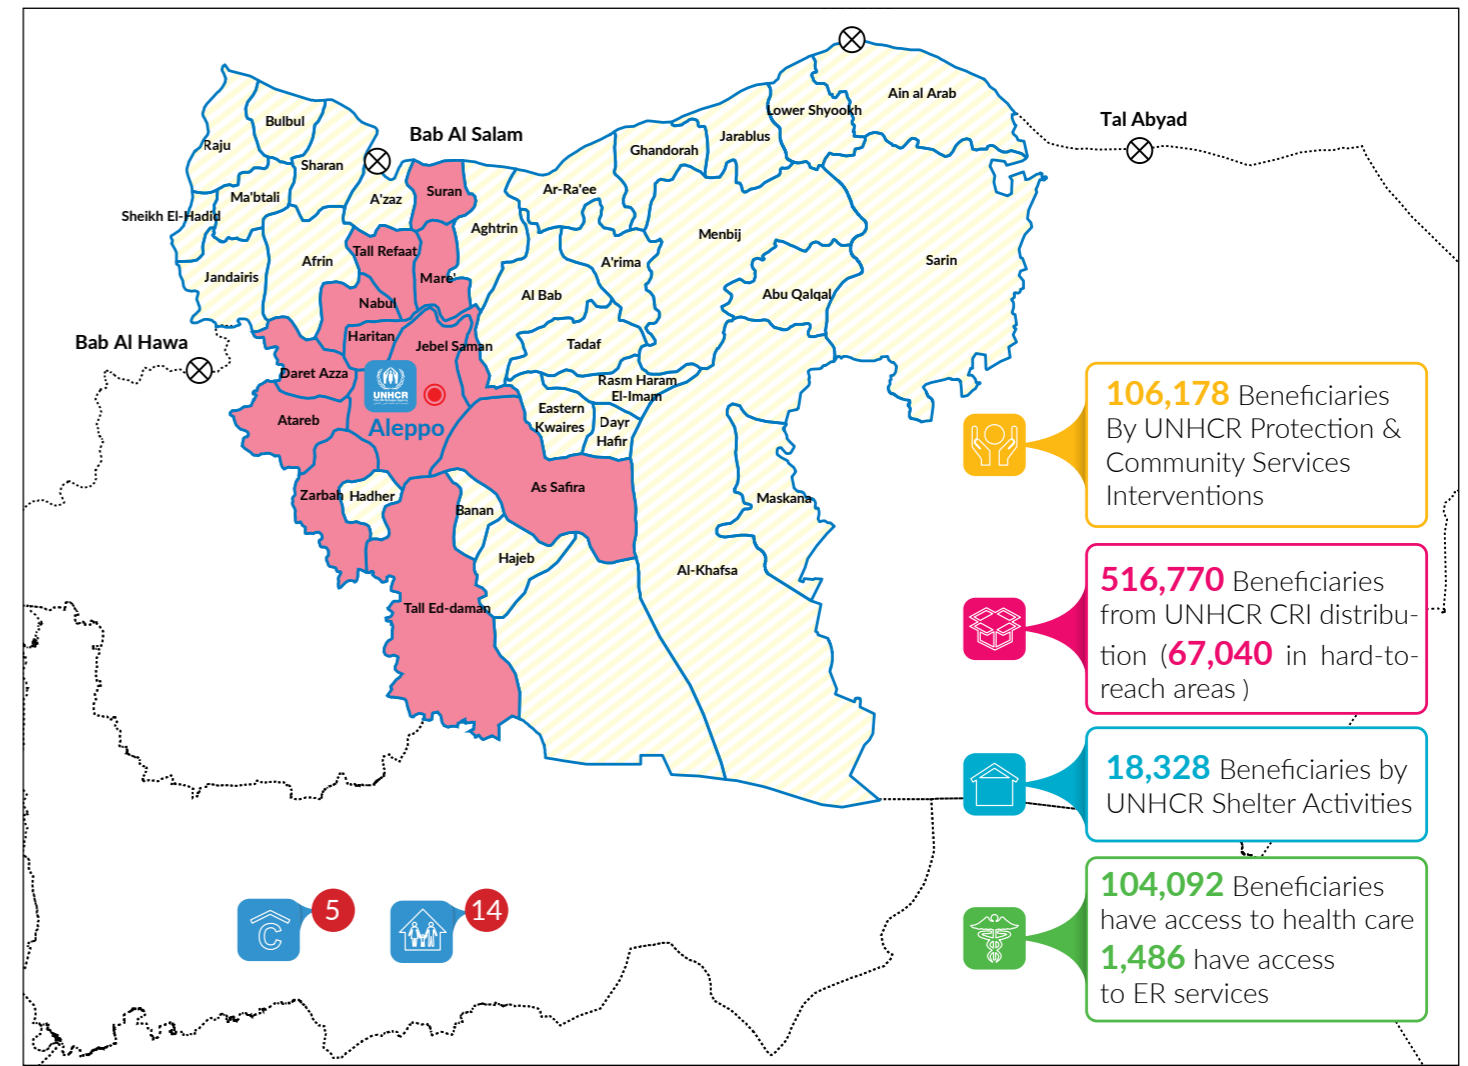 Ain al Arab
Lower Shyookh
Tal Abyad
Bulbul
Bab Al Salam
Jarablus
Raju
Ghandorah
Sharan
Ar-Ra'ee
Suran
Ma'btali
A'zaz
Sheikh El-Hadid
Aghtrin
Menbij
Tall Refaat
Afrin
A'rima
Sarin
Jandairis
Mare'
Al Bab
Abu Qalqal
Nabul
Haritan
Bab Al Hawa
Jebel Saman
Tadaf
Daret Azza
Rasm Haram
El-Imam
UNHCR
Eastern
Kwaires
Dayr
Hafir
Atareb
Aleppo
As Safira
Zarbah
Hadher
Maskana
Banan
Hajeb
Al-Khafsa
Tall Ed-daman
106,178 Beneficiaries
By UNHCR Protection &
Community Services
Interventions
516,770 Beneficiaries
from UNHCR CRI distribu-
tion (67,040 in hard-to-
reach areas )
18,328 Beneficiaries by
UNHCR Shelter Activities
104,092 Beneficiaries
have access to health care
1,486 have access
to ER services
C
5
14